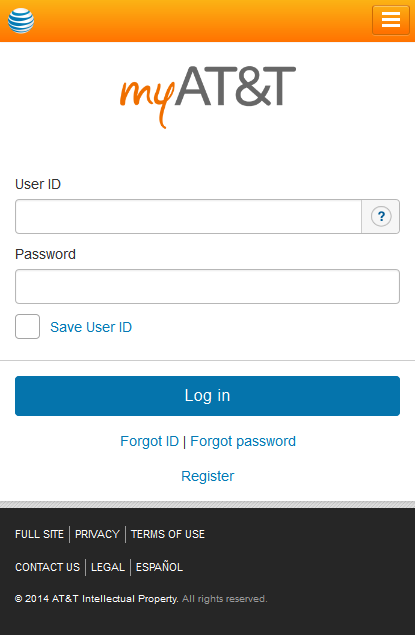 myAT&T
User ID
?
Password
Save User ID
Log in
Forgot ID | Forgot password
Register
FULL SITE | PRIVACY | TERMS OF USE
CONTACT US | LEGAL | ESPAÑOL
© 2014 AT&T Intellectual Property. All rights reserved.